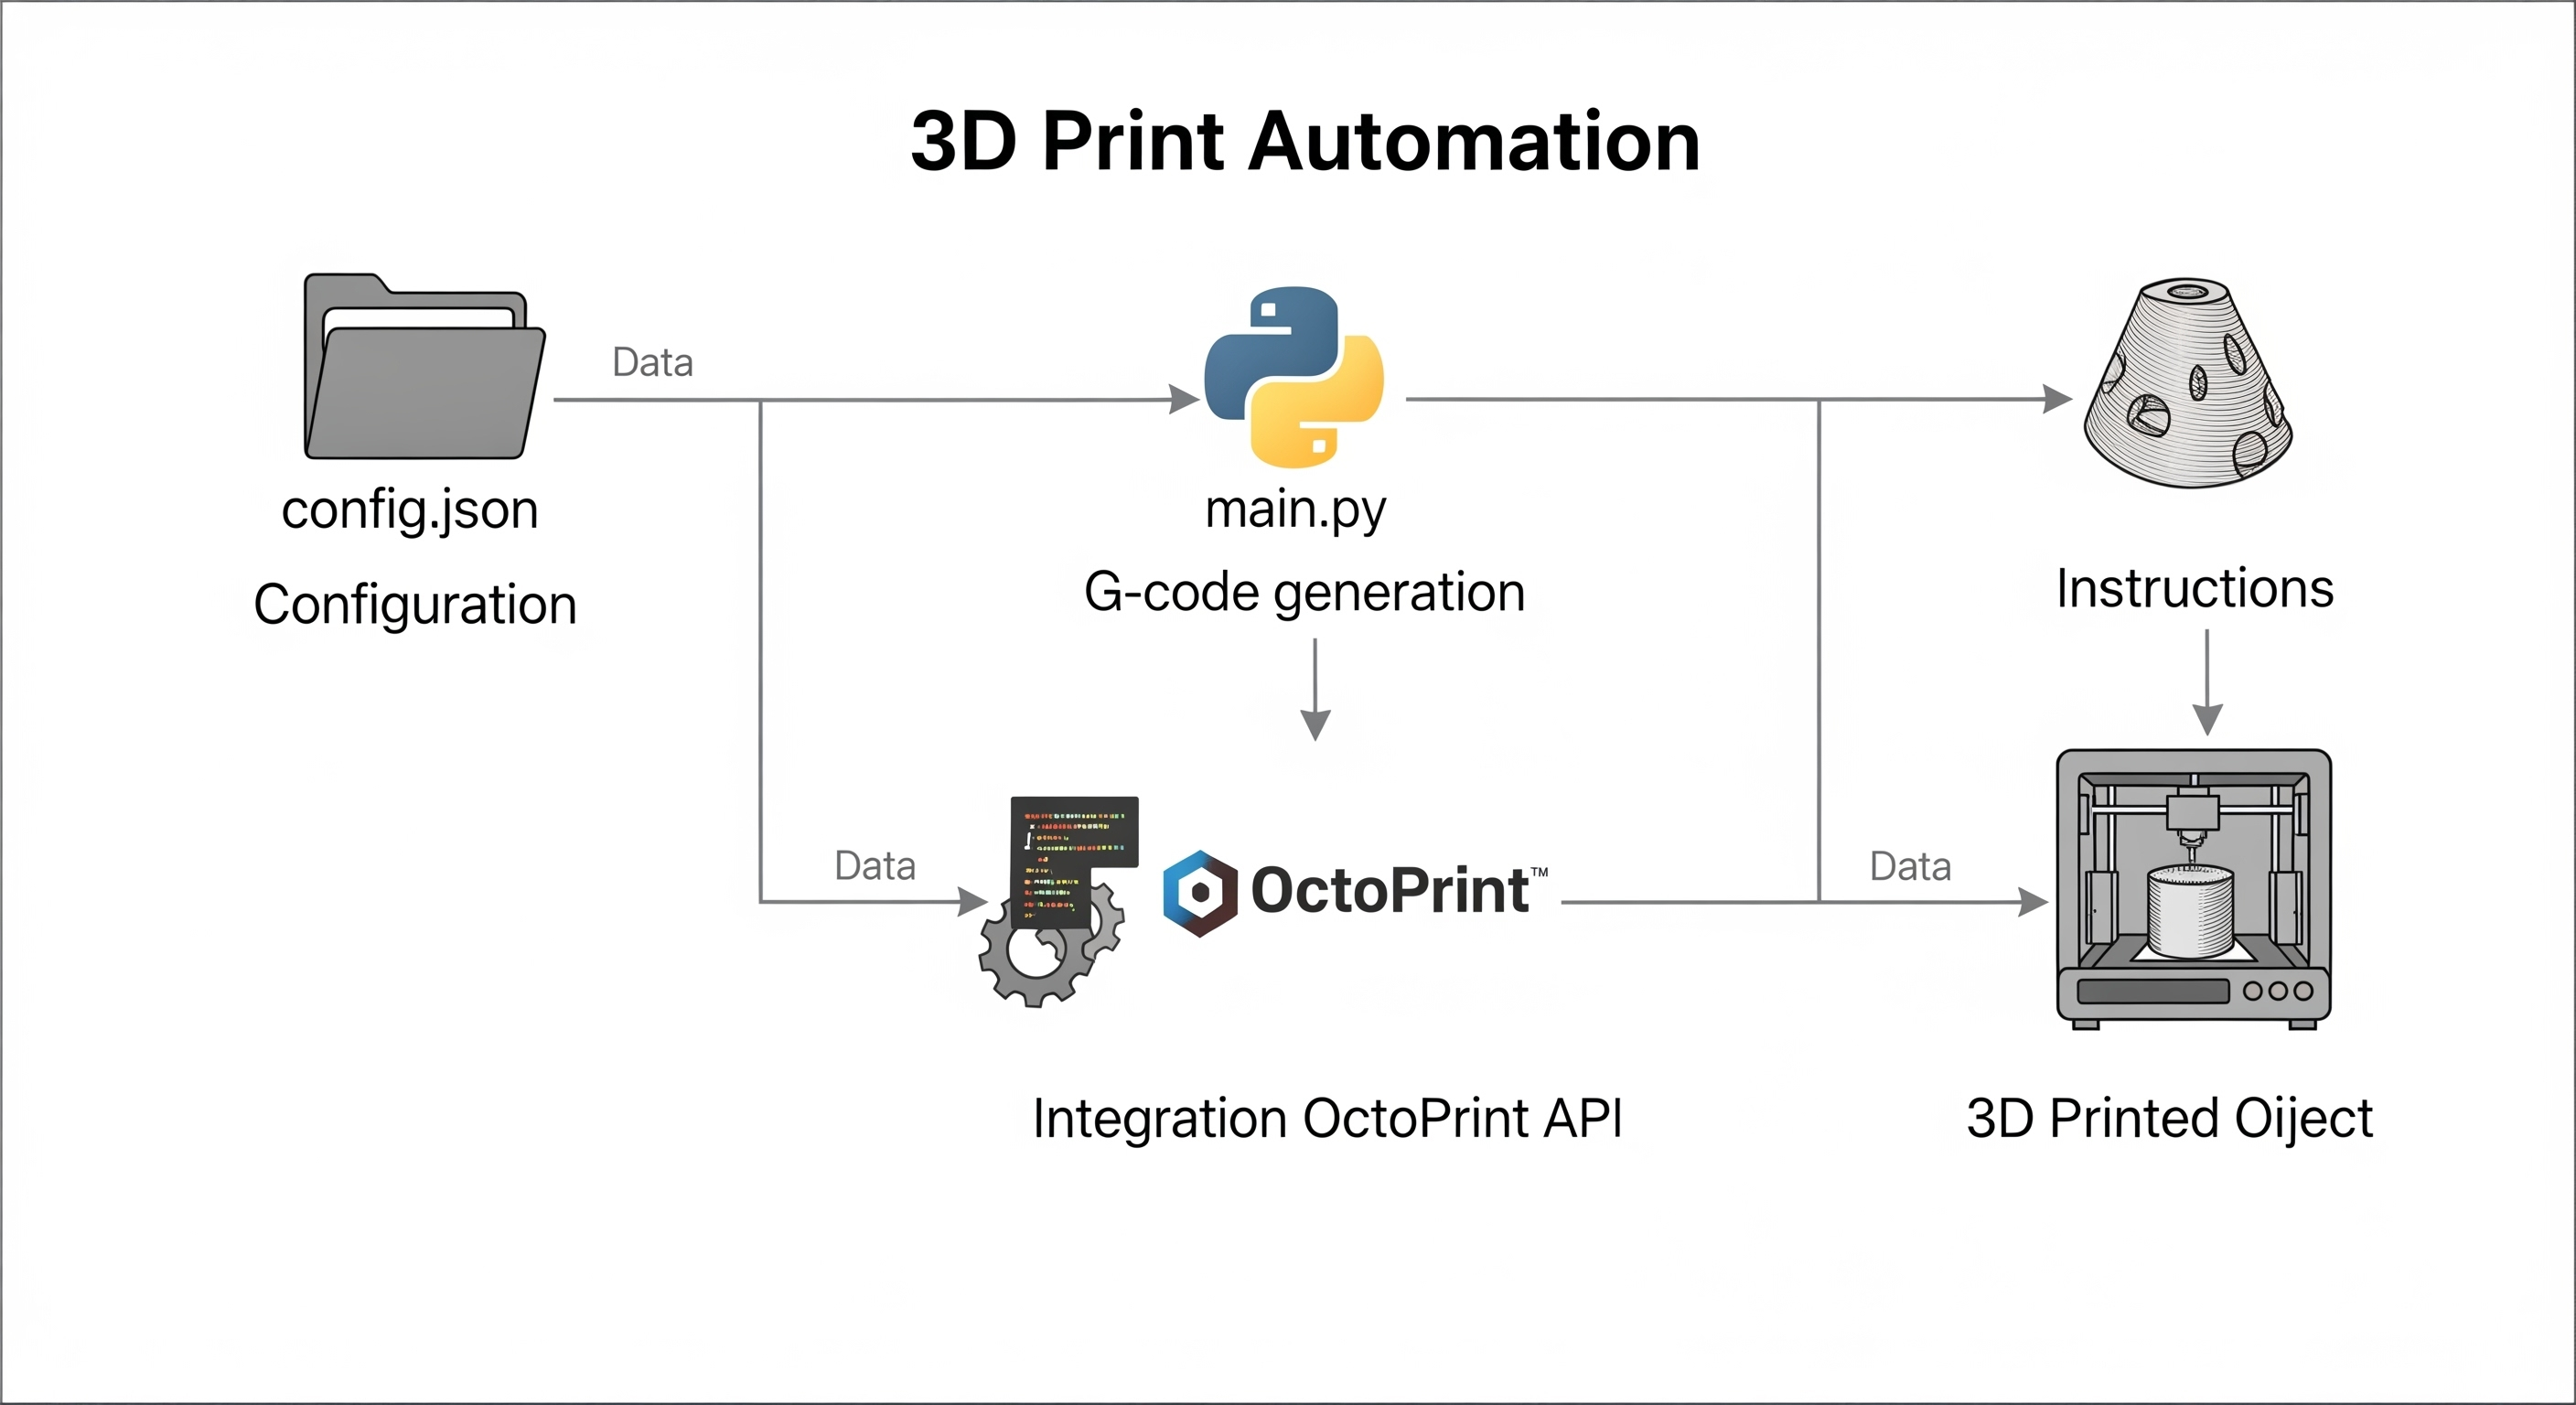 3D Print Automation
Data
config.json
Configuration
main.py
G-code generation
Instructions
Data
OctoPrint™
Data
Integration OctoPrint API
3D Printed Oiject